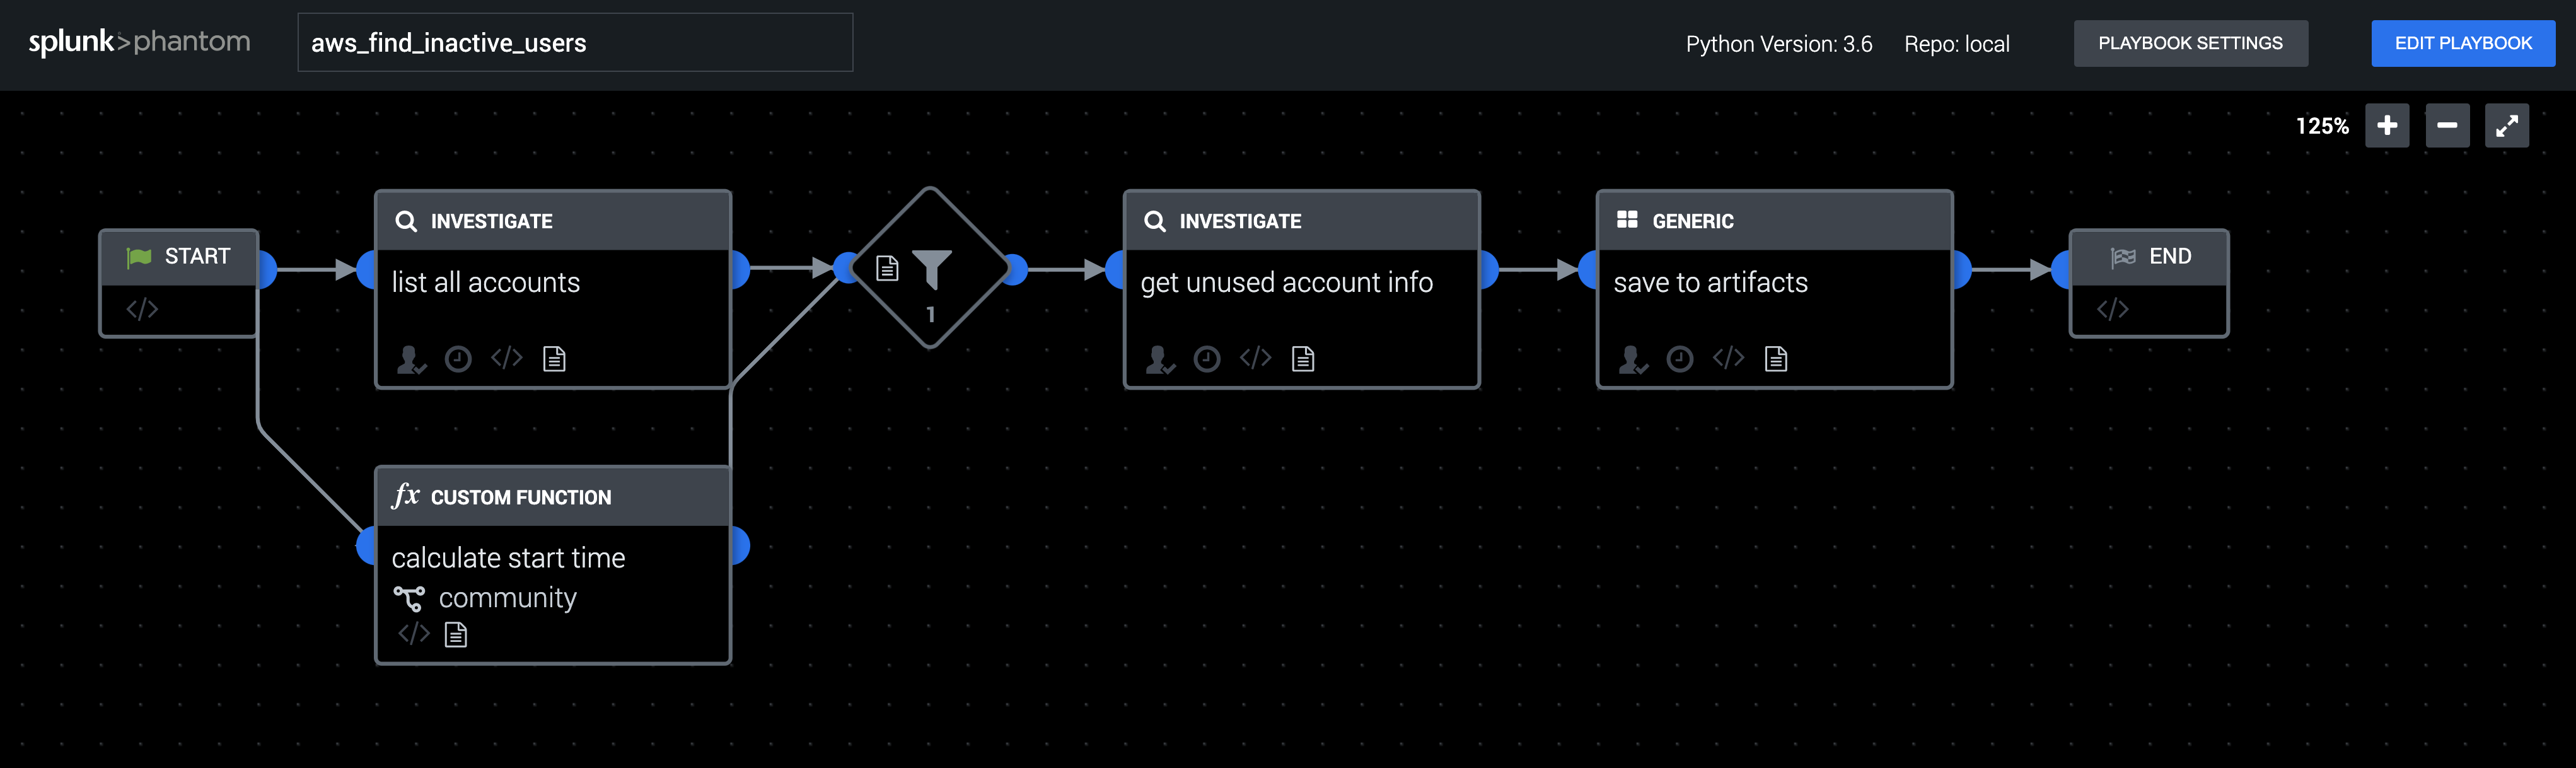 splunk>phantom
aws_find_inactive_users
Python Version: 3.6
Repo: local
PLAYBOOK SETTINGS
EDIT PLAYBOOK
125%
START
</>
INVESTIGATE
list all accounts
</>
1
INVESTIGATE
get unused account info
</>
GENERIC
save to artifacts
</>
END
</>
fx CUSTOM FUNCTION
calculate start time
community
</>